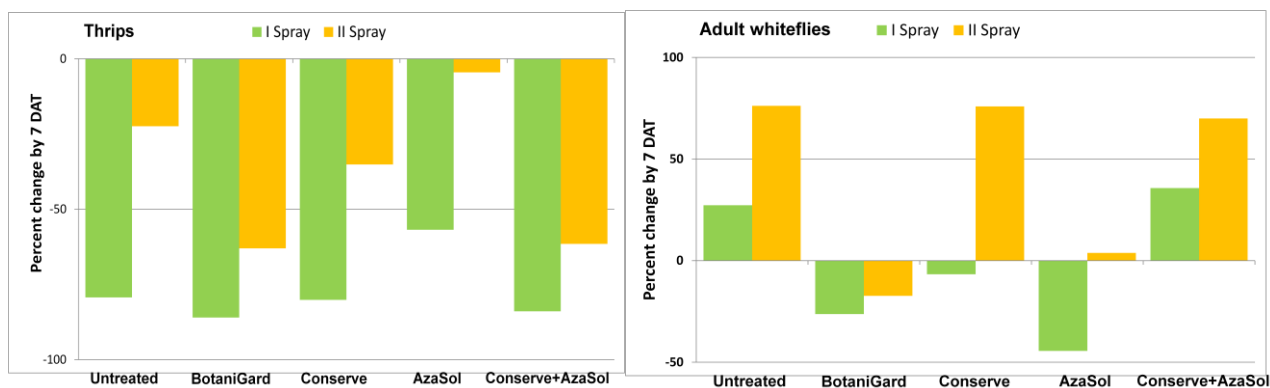 Thrips
I Spray
II Spray
Percent change by 7 DAT
0
-50
-100
Untreated
BotaniGard
Conserve
AzaSol
Conserve+AzaSol
Adult whiteflies
I Spray
II Spray
Percent change by 7 DAT
100
50
0
-50
Untreated
BotaniGard
Conserve
AzaSol
Conserve+AzaSol